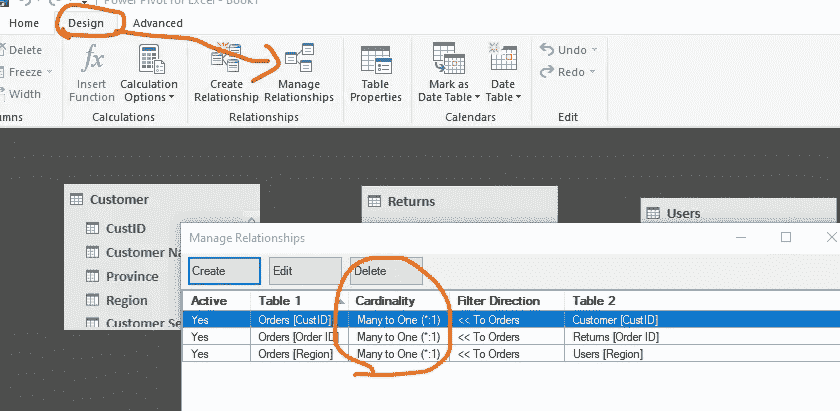 Power Pivot for Excel - Book1
Home Design Advanced
Delete
Freeze
Width
Insert Function
Calculation Options
Create Relationship
Manage Relationships
Table Properties
Mark as Date Table
Date Table
Undo
Redo
Calculations
Relationships
Calendars
Edit
Customer
CustID
Customer Na
Province
Region
Customer Se
Returns
Users
Manage Relationships
Create Edit Delete
Active Table 1 Cardinality Filter Direction Table 2
Yes Orders [CustID] Many to One (*:1) << To Orders Customer [CustID]
Yes Orders [Order ID] Many to One (*:1) << To Orders Returns [Order ID]
Yes Orders [Region] Many to One (*:1) << To Orders Users [Region]